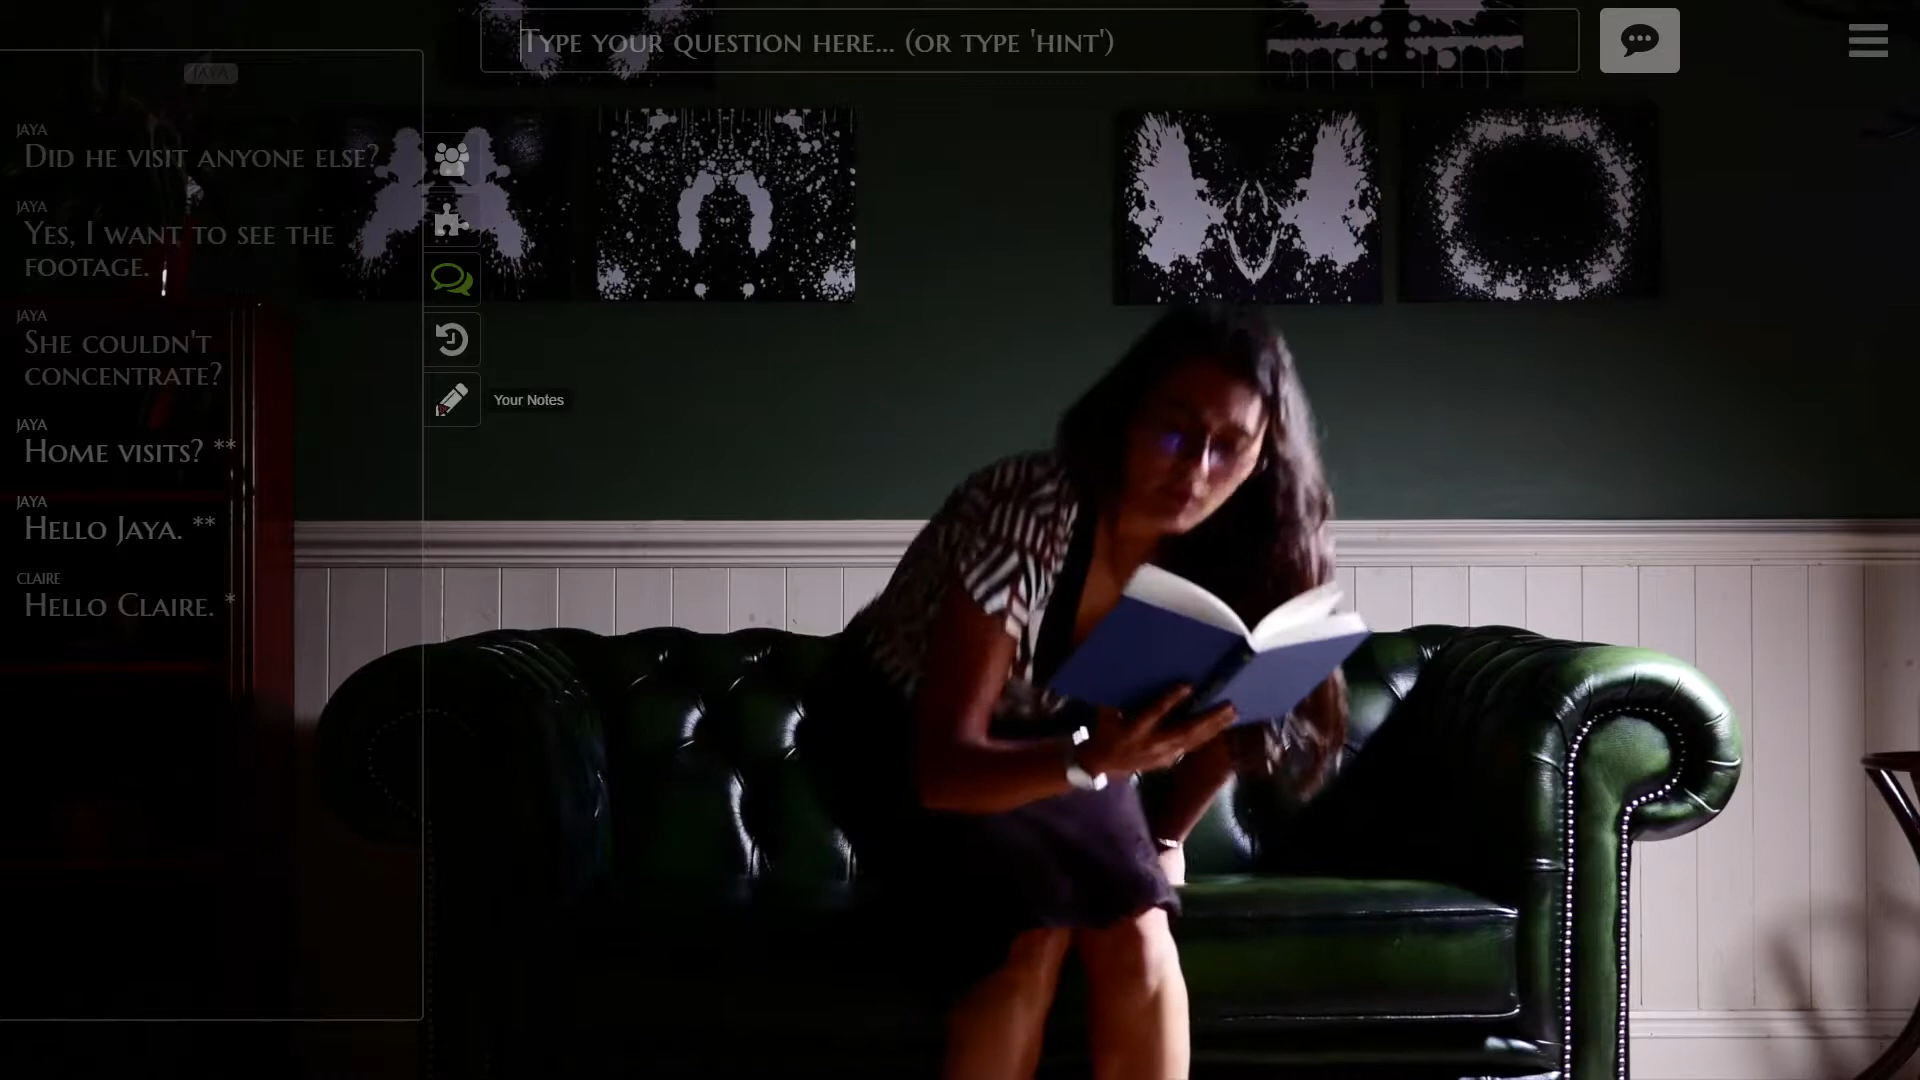 Type your question here... (or type 'hint')
JAYA
JAYA
Did he visit anyone else?
JAYA
Yes, I want to see the
footage.
JAYA
She couldn't
concentrate?
JAYA
Home visits? **
JAYA
Hello Jaya. **
CLAIRE
Hello Claire. *
Your Notes